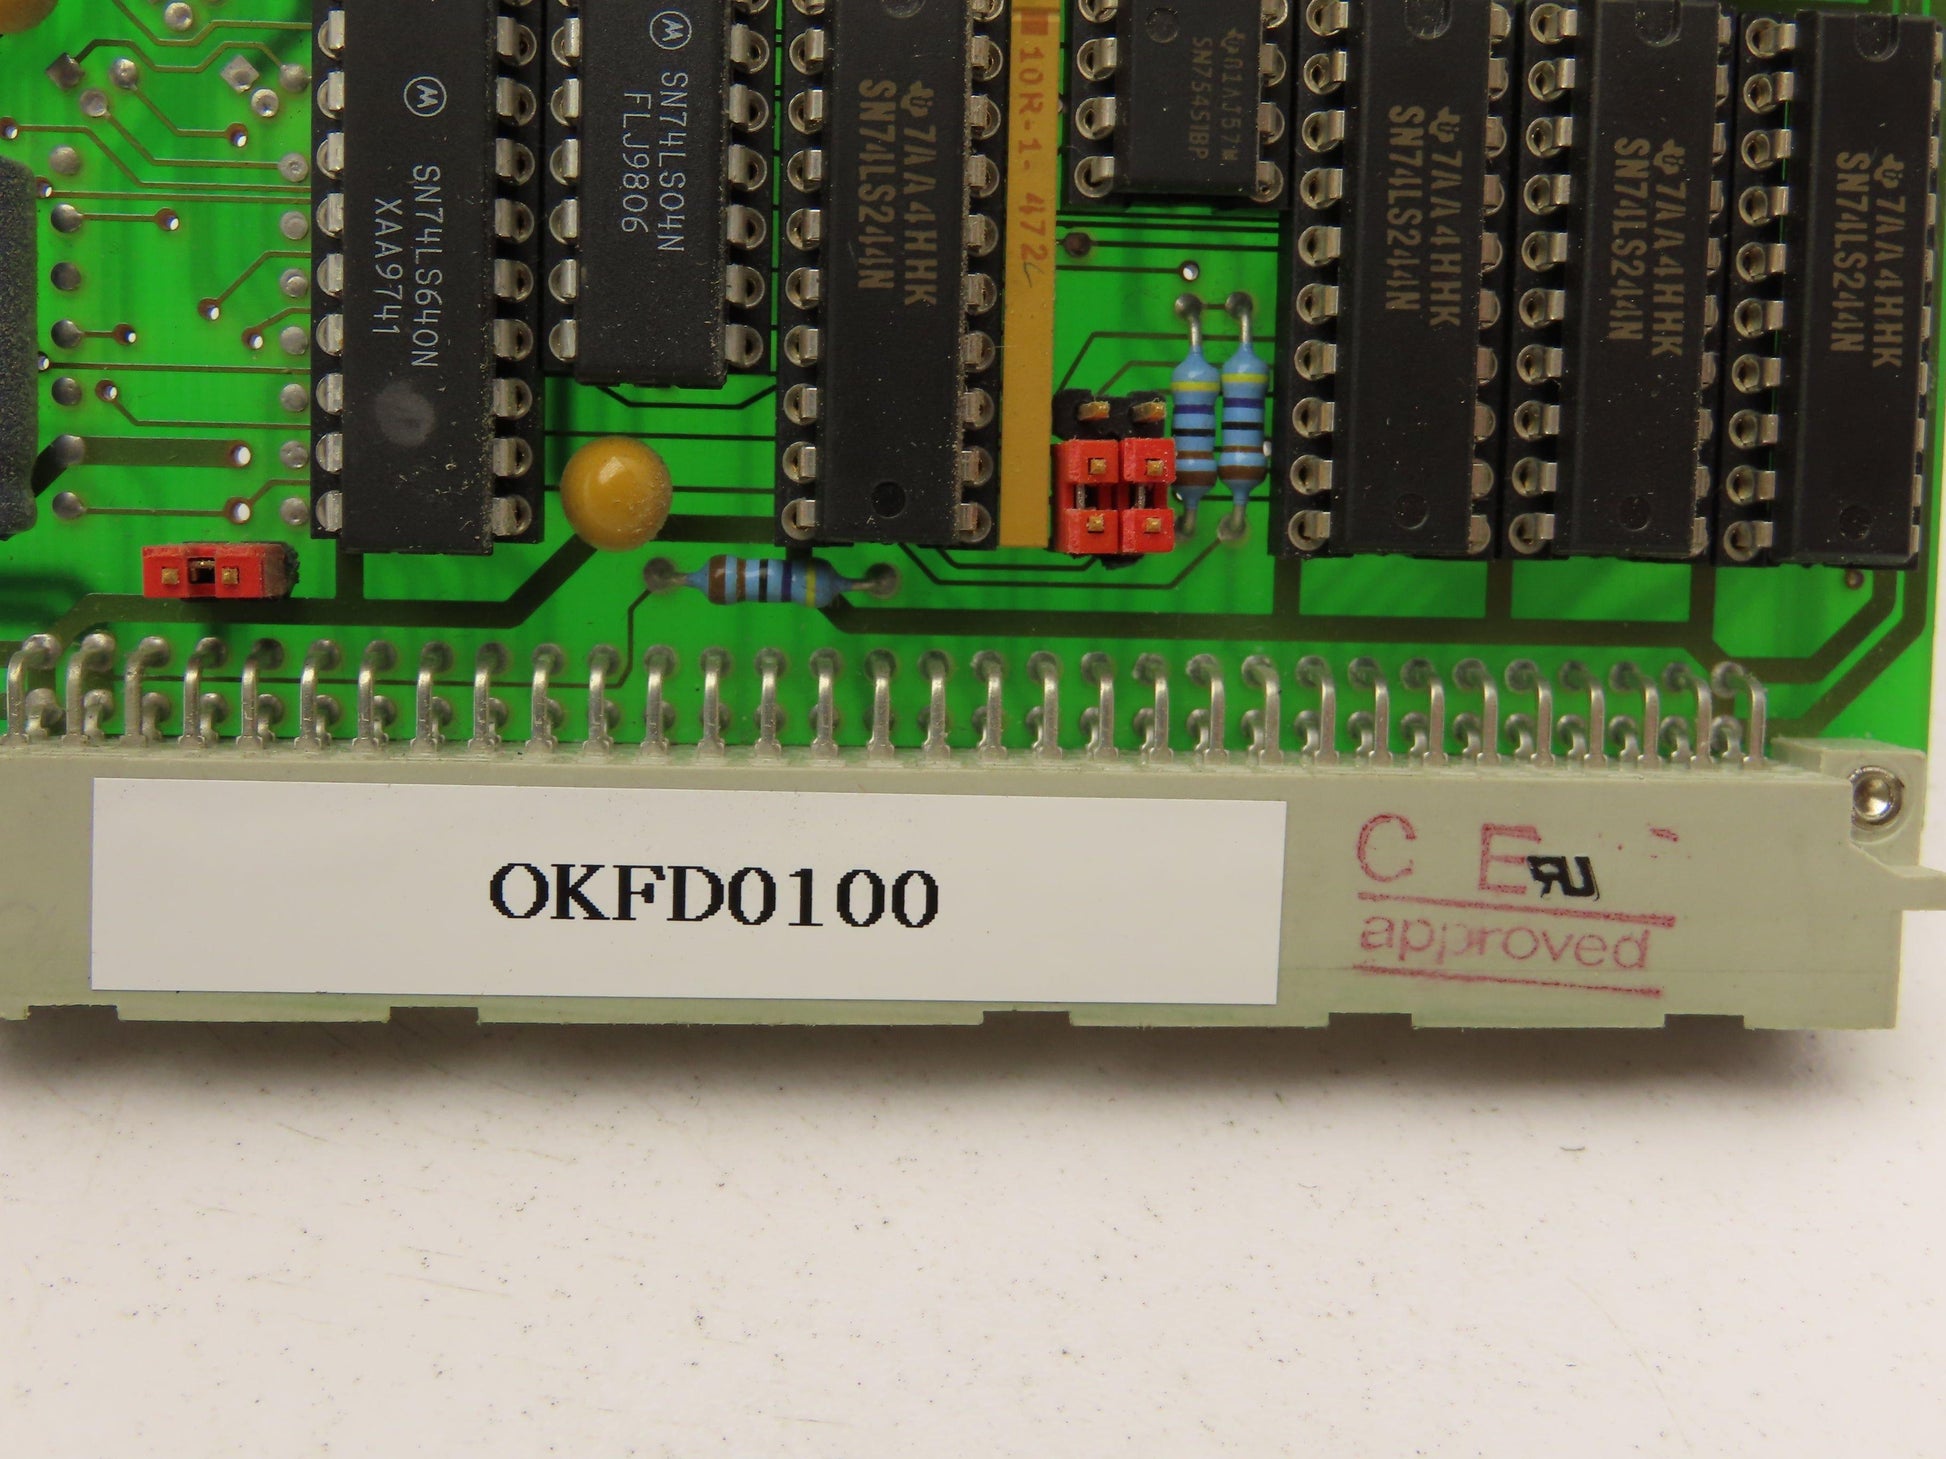 SN74LS640N
XAA9741
SN74LS04N
FLJ9806
7AA4HHK
SN74LS244N
10R-1-472
SN75451BP
7AA4HHK
SN74LS244N
7AA4HHK
SN74LS244N
7AA4HHK
SN74LS244N
OKFD0100
C E
approved